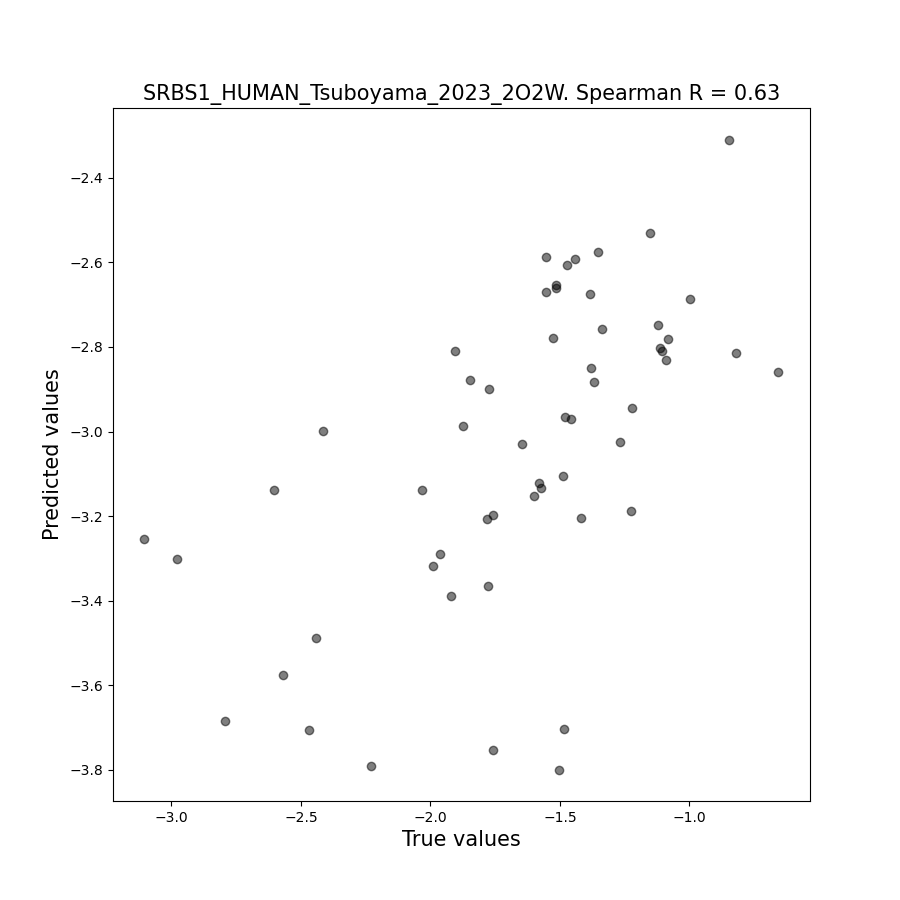 SRBS1_HUMAN_Tsuboyama_2023_2O2W. Spearman R = 0.63
Predicted values
−2.4
−2.6
−2.8
−3.0
−3.2
−3.4
−3.6
−3.8
−3.0 −2.5 −2.0 −1.5 −1.0
True values